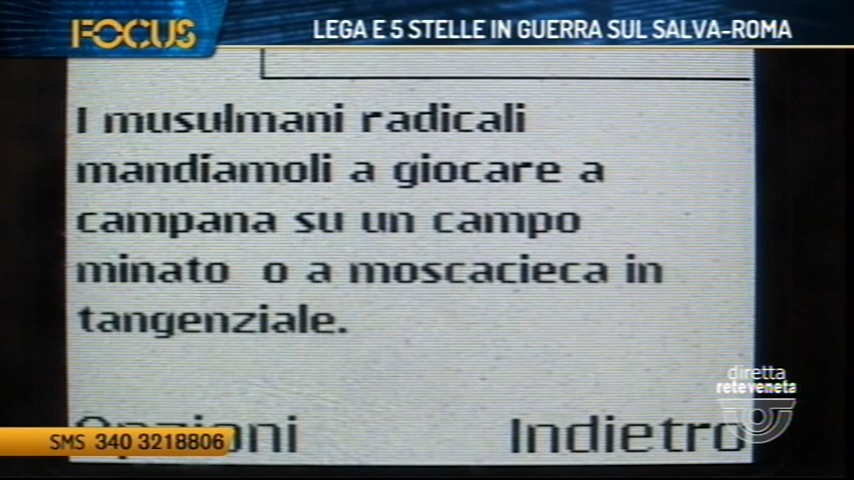 FOCUS
LEGA E 5 STELLE IN GUERRA SUL SALVA-ROMA
I musulmani radicali
mandiamoli a giocare a
campana su un campo
minato o a moscacieca in
tangenziale.
diretta
reteveneta
Opzioni
Indietro
SMS 340 3218806